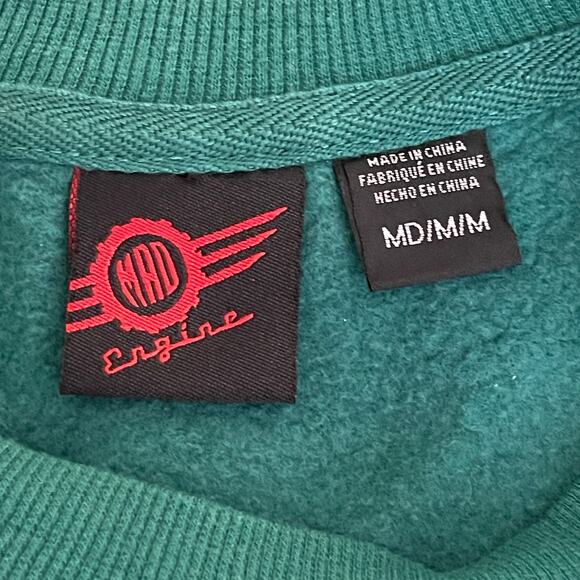 MAD
Engine
MADE IN CHINA
FABRIQUÉ EN CHINE
HECHO EN CHINA
MD/M/M